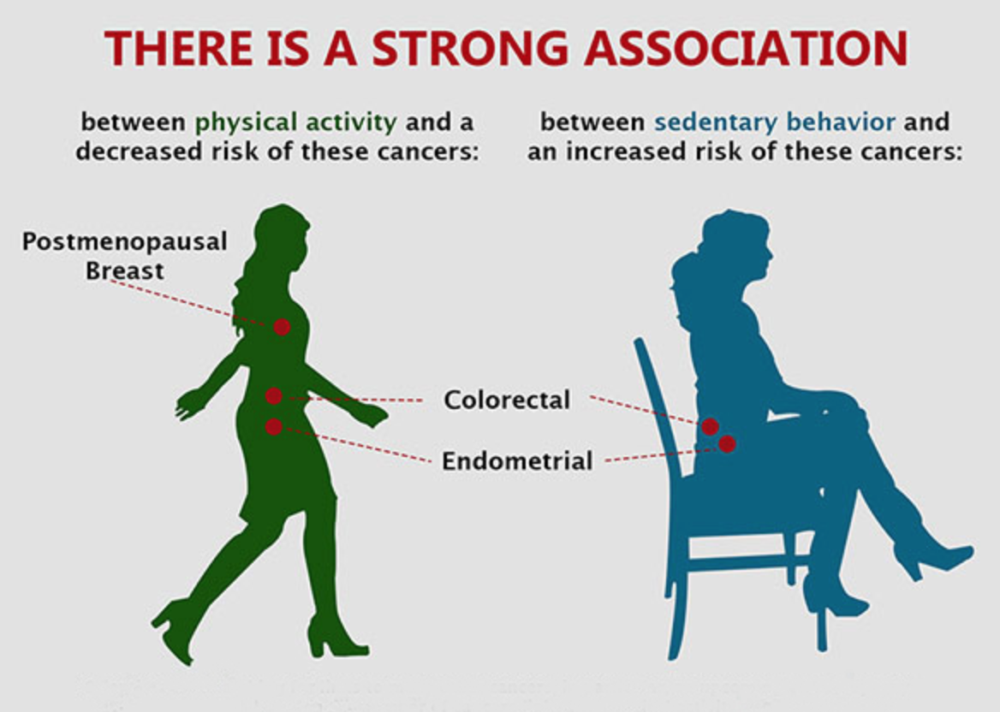 THERE IS A STRONG ASSOCIATION
between physical activity and a
decreased risk of these cancers:
between sedentary behavior and
an increased risk of these cancers:
Postmenopausal
Breast
Colorectal
Endometrial